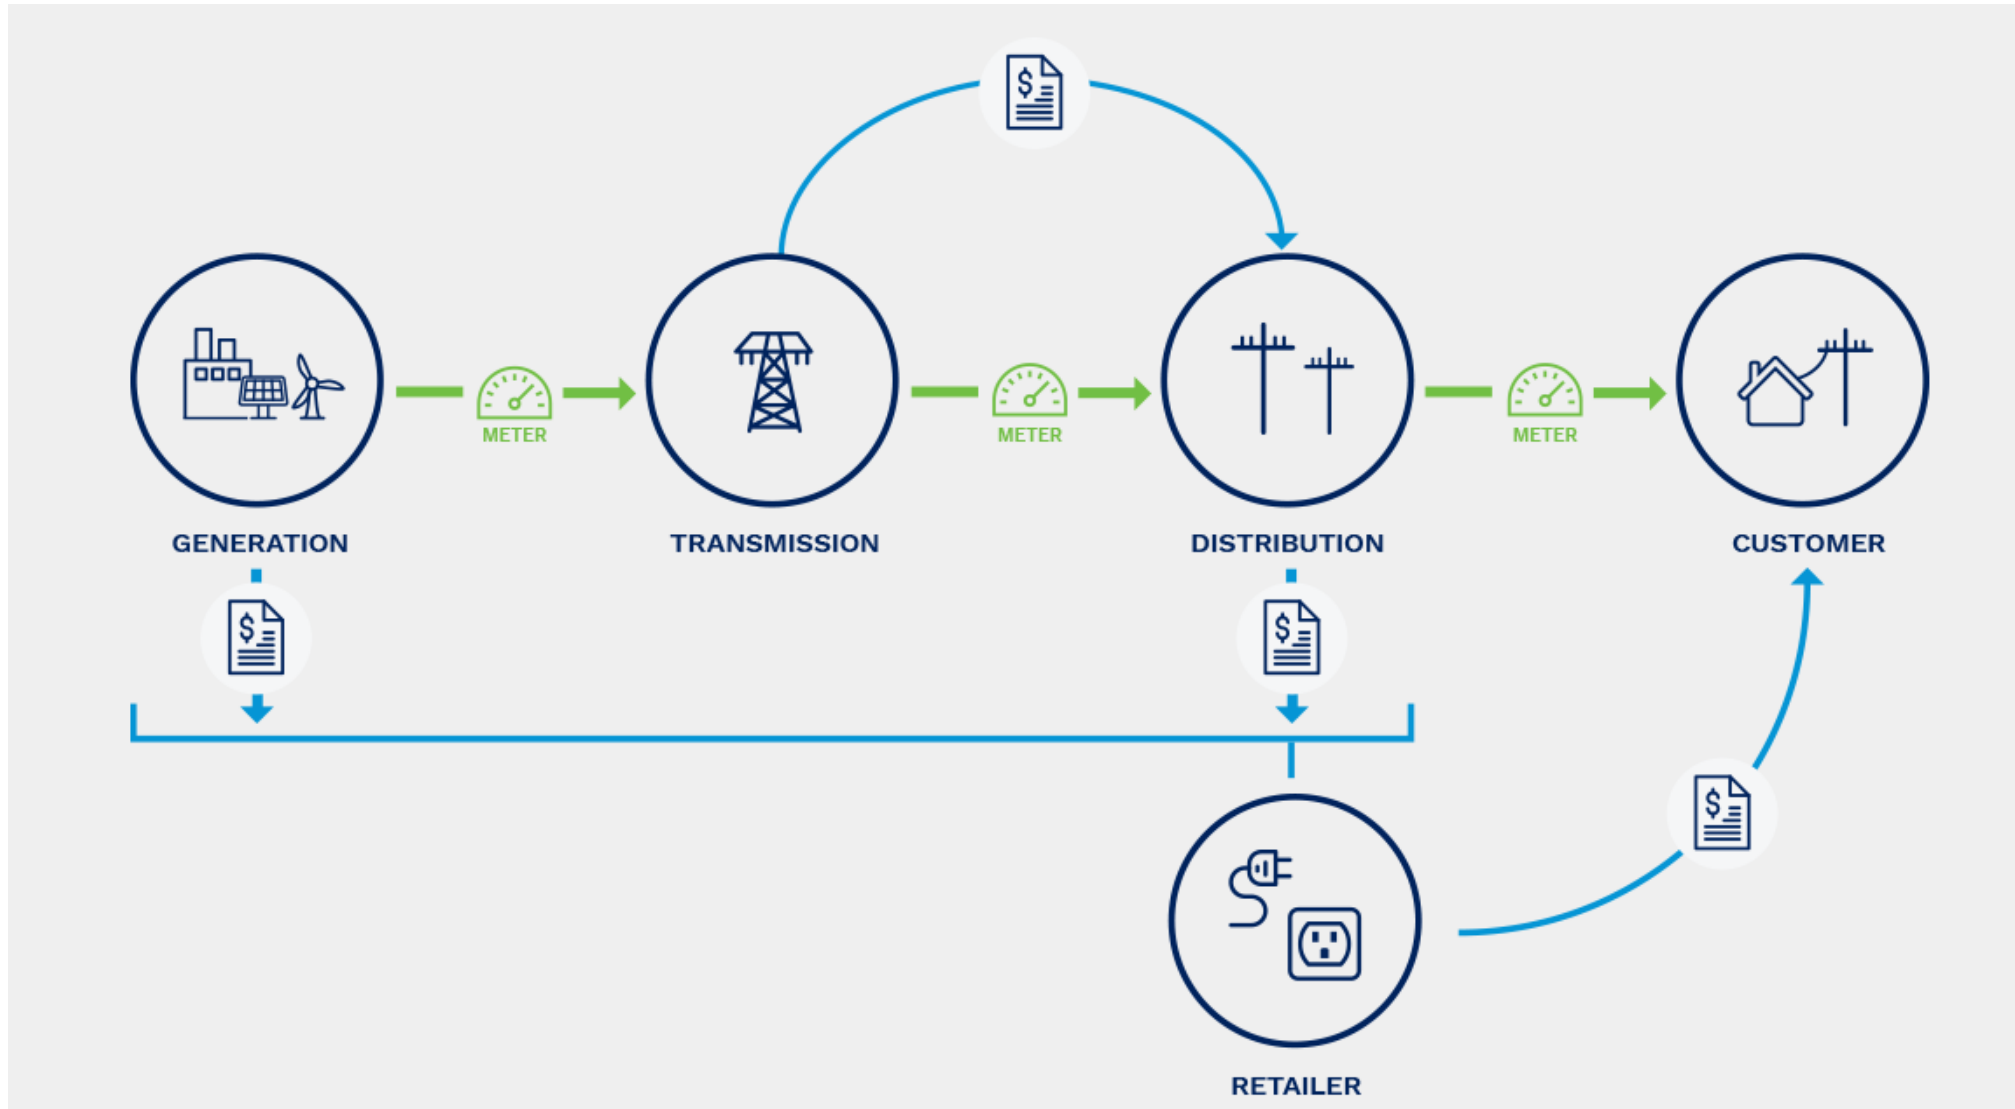 $
METER
METER
METER
GENERATION
TRANSMISSION
DISTRIBUTION
CUSTOMER
$
$
$
RETAILER